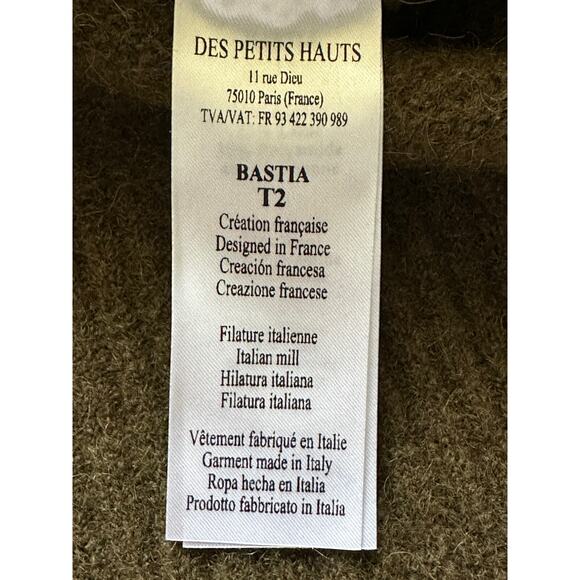 DES PETITS HAUTS
11 rue Dieu
75010 Paris (France)
TVA/VAT: FR 93 422 390 989
BASTIA
T2
Création française
Designed in France
Creación francesa
Creazione francese
Filature italienne
Italian mill
Hilatura italiana
Filatura italiana
Vêtement fabriqué en Italie
Garment made in Italy
Ropa hecha en Italia
Prodotto fabbricato in Italia